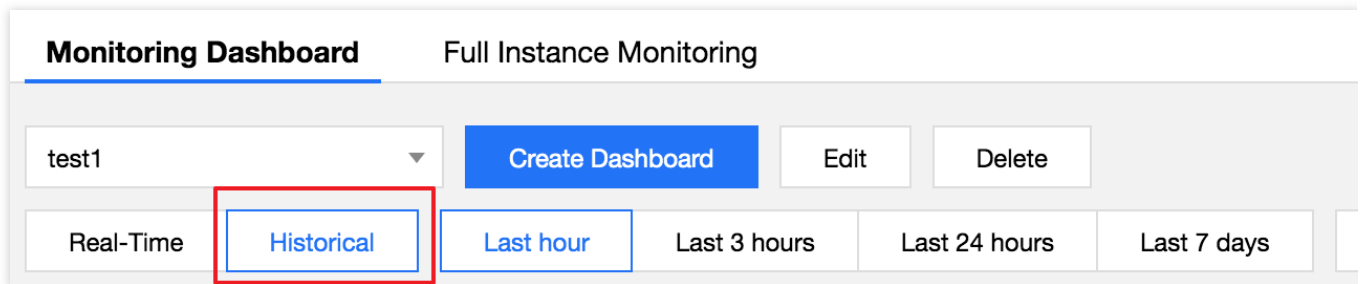 Monitoring Dashboard Full Instance Monitoring
test1 Create Dashboard Edit Delete
Real-Time Historical Last hour Last 3 hours Last 24 hours Last 7 days